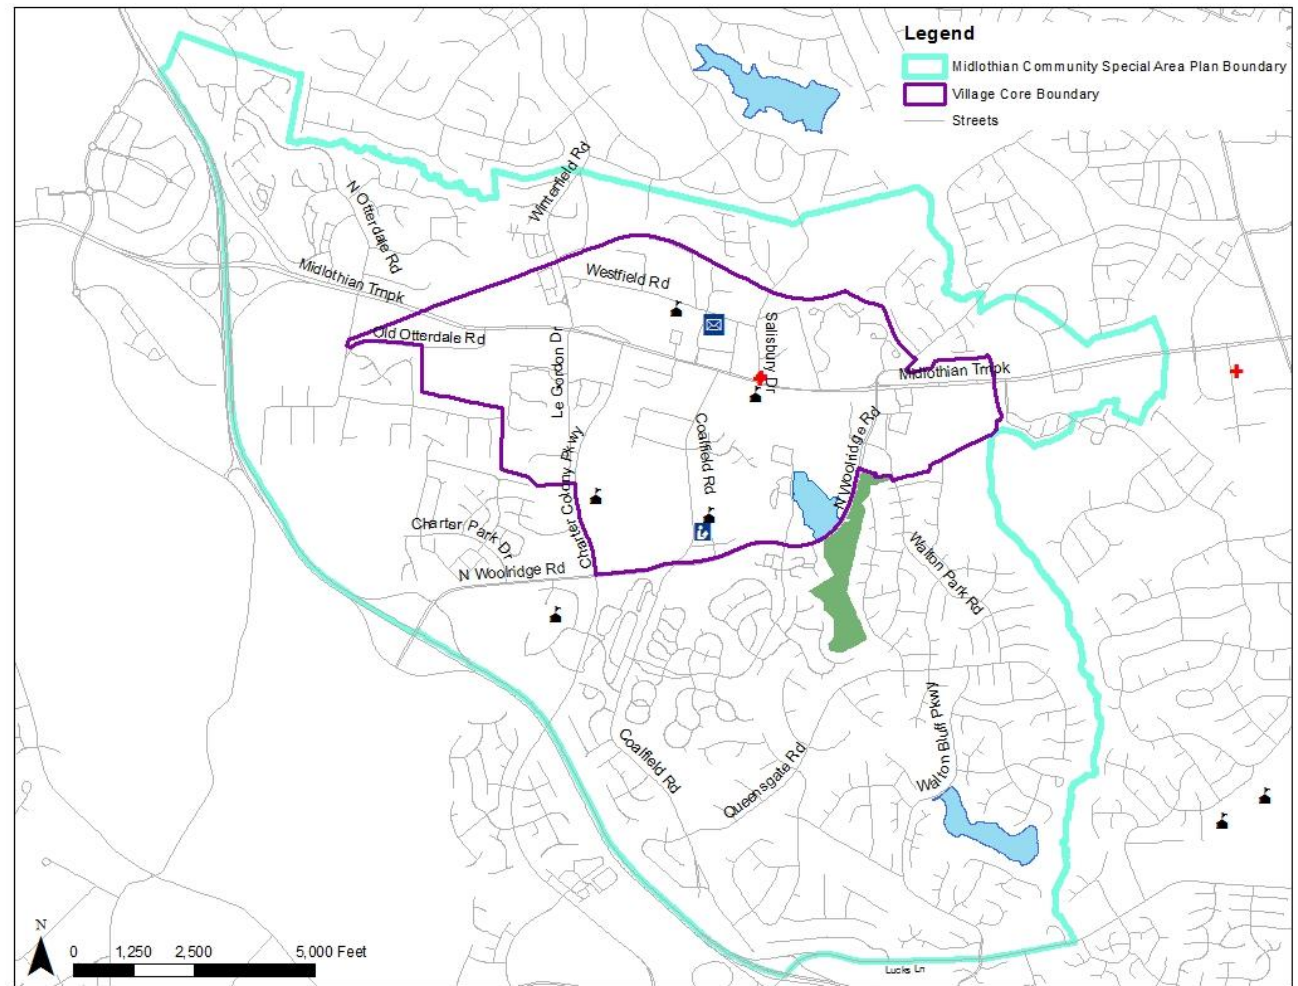 Legend
Midlothian Community Special Area Plan Boundary
Village Core Boundary
Streets
Winterfield Rd
N Otterdale Rd
Midlothian Trnpk
Westfield Rd
Old Otterdale Rd
Le Gordon Dr
Salisbury Dr
Midlothian Trnpk
Coalfield Rd
N Woolridge Rd
Charter Colony Pkwy
Charter Park Dr
N Woolridge Rd
Walton Park Rd
Walton Bluff Pkwy
Coalfield Rd
Queensgate Rd
N
0 1,250 2,500 5,000 Feet
Lucks Ln